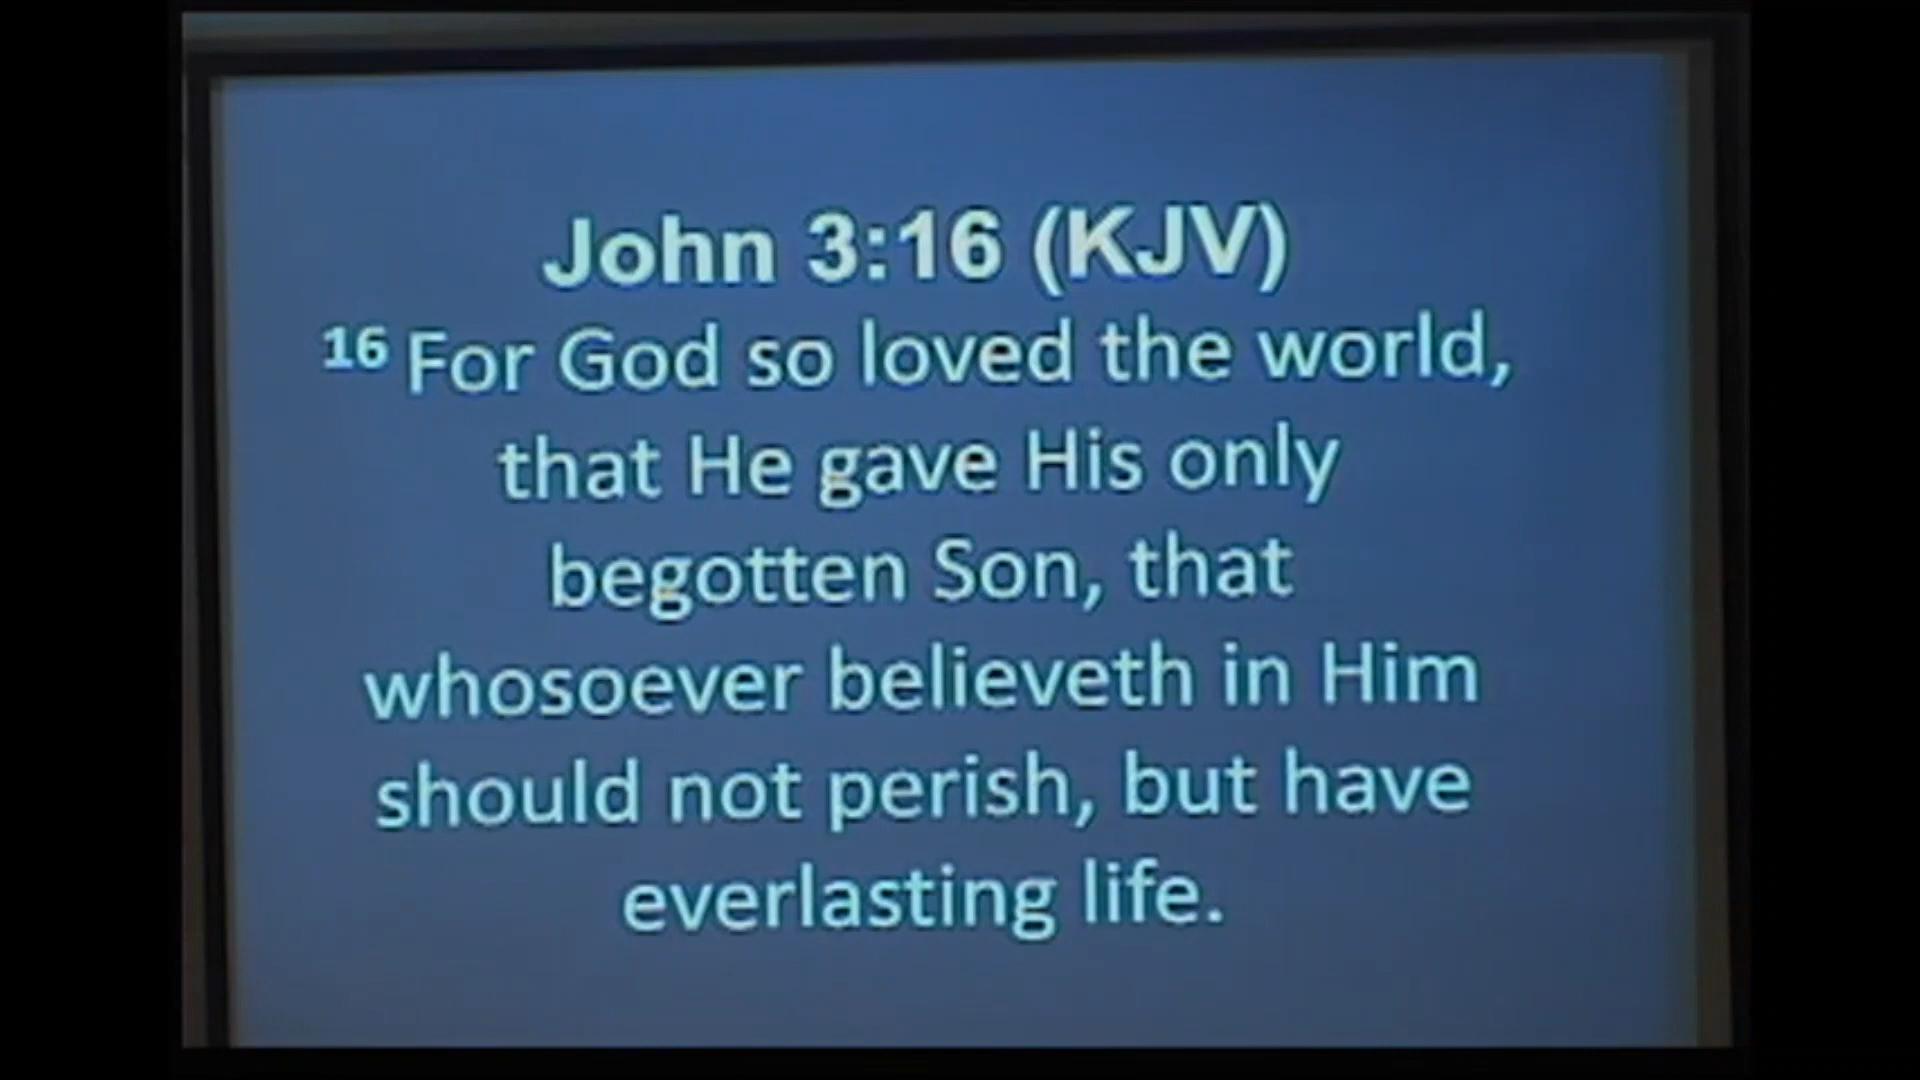 John 3:16 (KJV)
16 For God so loved the world,
that He gave His only
begotten Son, that
whosoever believeth in Him
should not perish, but have
everlasting life.